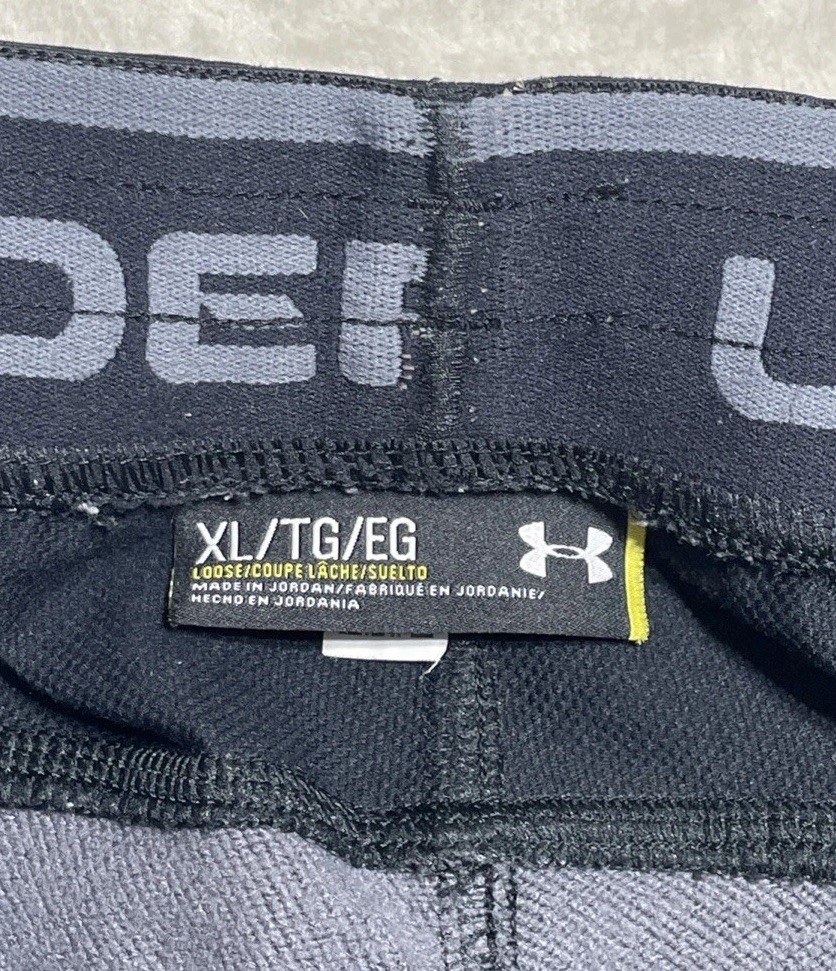 DER U
XL/TG/EG
LOOSE/COUPE LÂCHE/SUELTO
MADE IN JORDAN/FABRIQUÉ EN JORDANIE/
HECHO EN JORDANIA